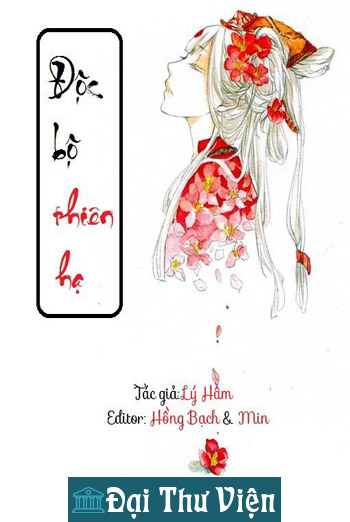 Độc
bộ
thiên
hạ
Tác giả:Lý Hâm
Editor: Hồng Bạch & Min
Đại Thư Viện